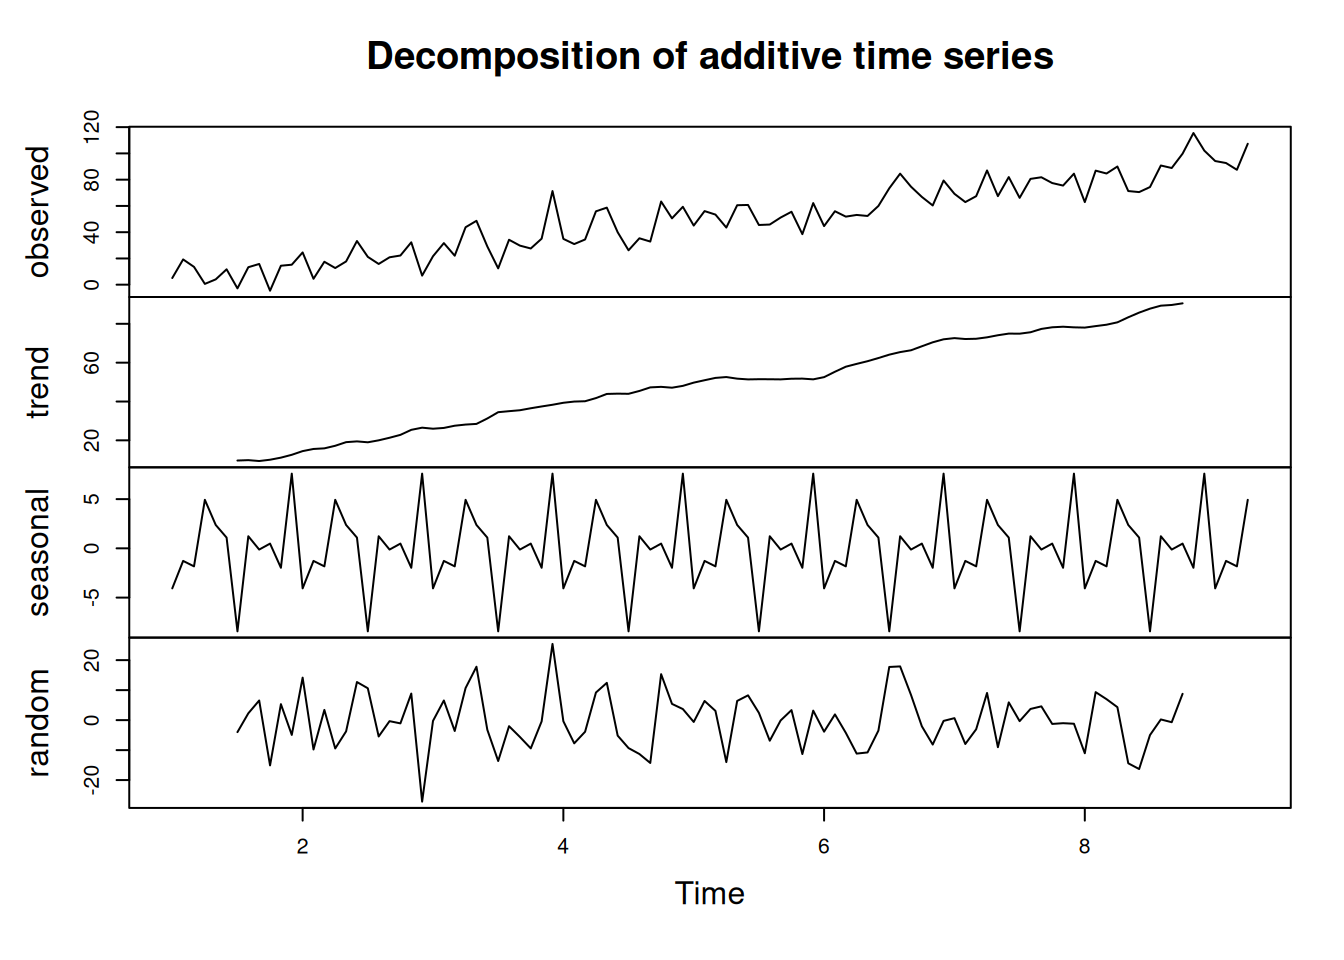 Decomposition of additive time series
observed
0 40 80 120
trend
20 60
seasonal
-5 0 5
random
-20 0 20
2 4 6 8
Time